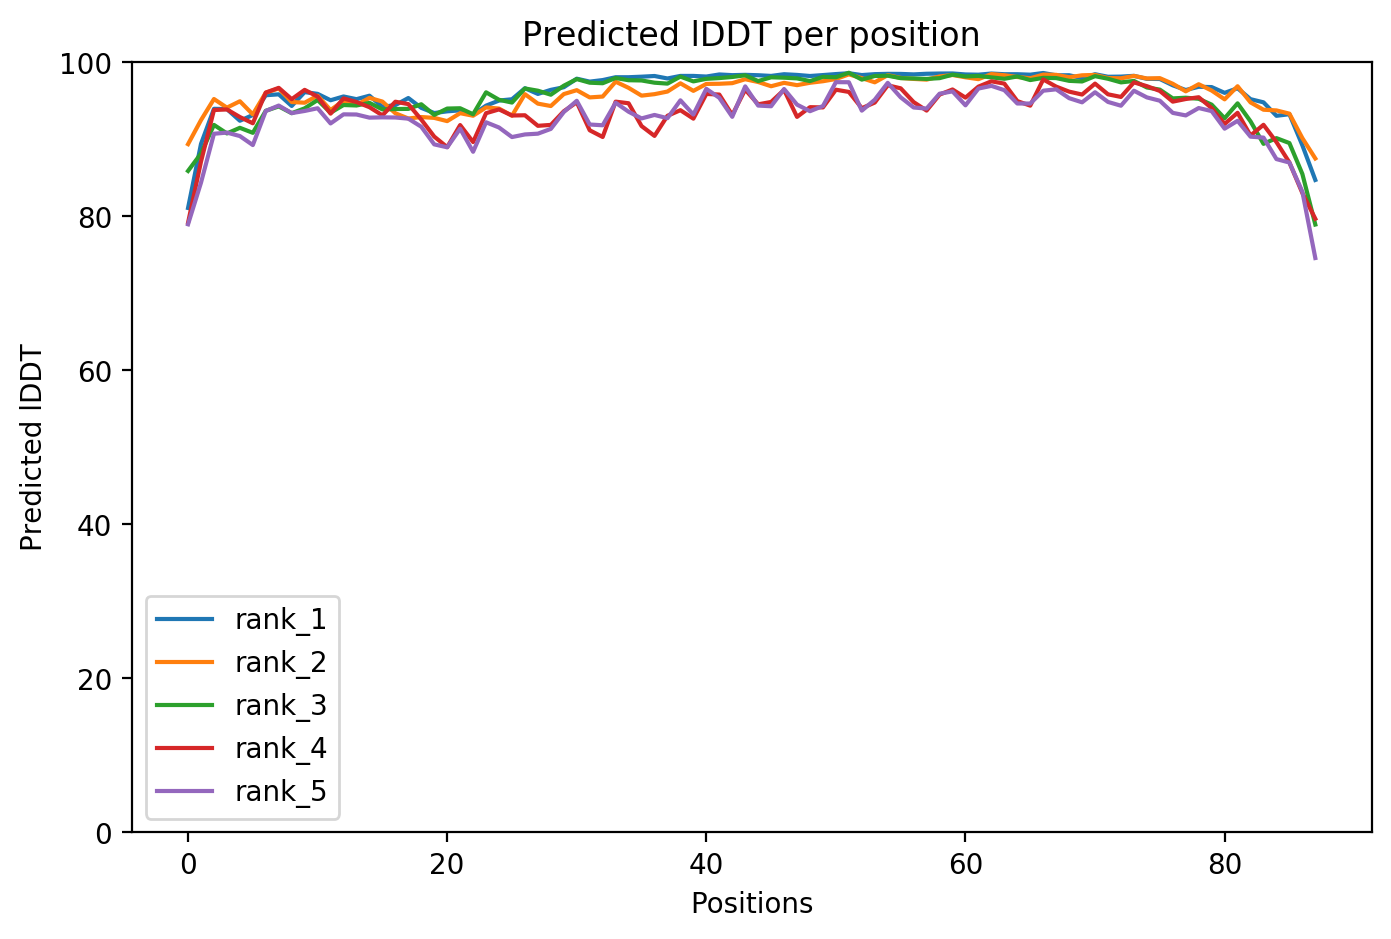 Predicted lDDT per position
100
80
60
40
20
0
Predicted lDDT
rank_1
rank_2
rank_3
rank_4
rank_5
0 20 40 60 80
Positions